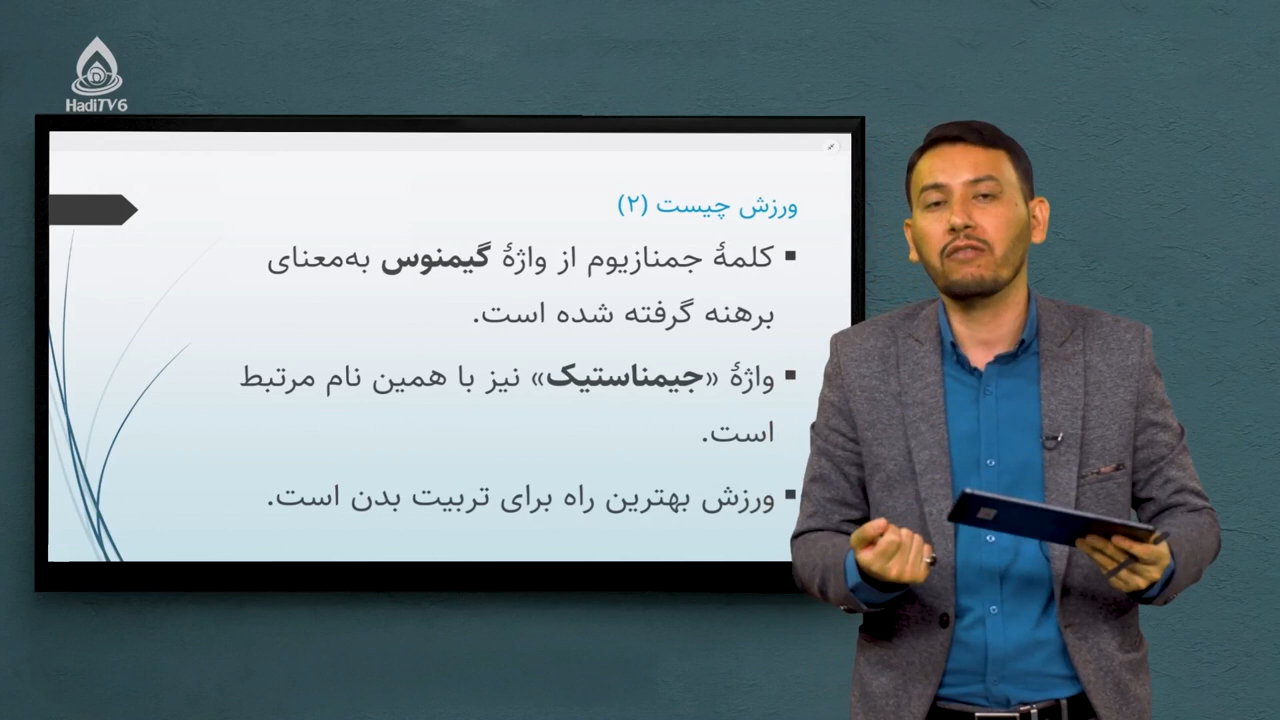 HadiTV6
ورزش چیست (۲)
کلمهٔ جمنازیوم از واژهٔ گیمنوس به‌معنای
برهنه گرفته شده است.
واژهٔ «جیمناستیک» نیز با همین نام مرتبط
است.
ورزش بهترین راه برای تربیت بدن است.